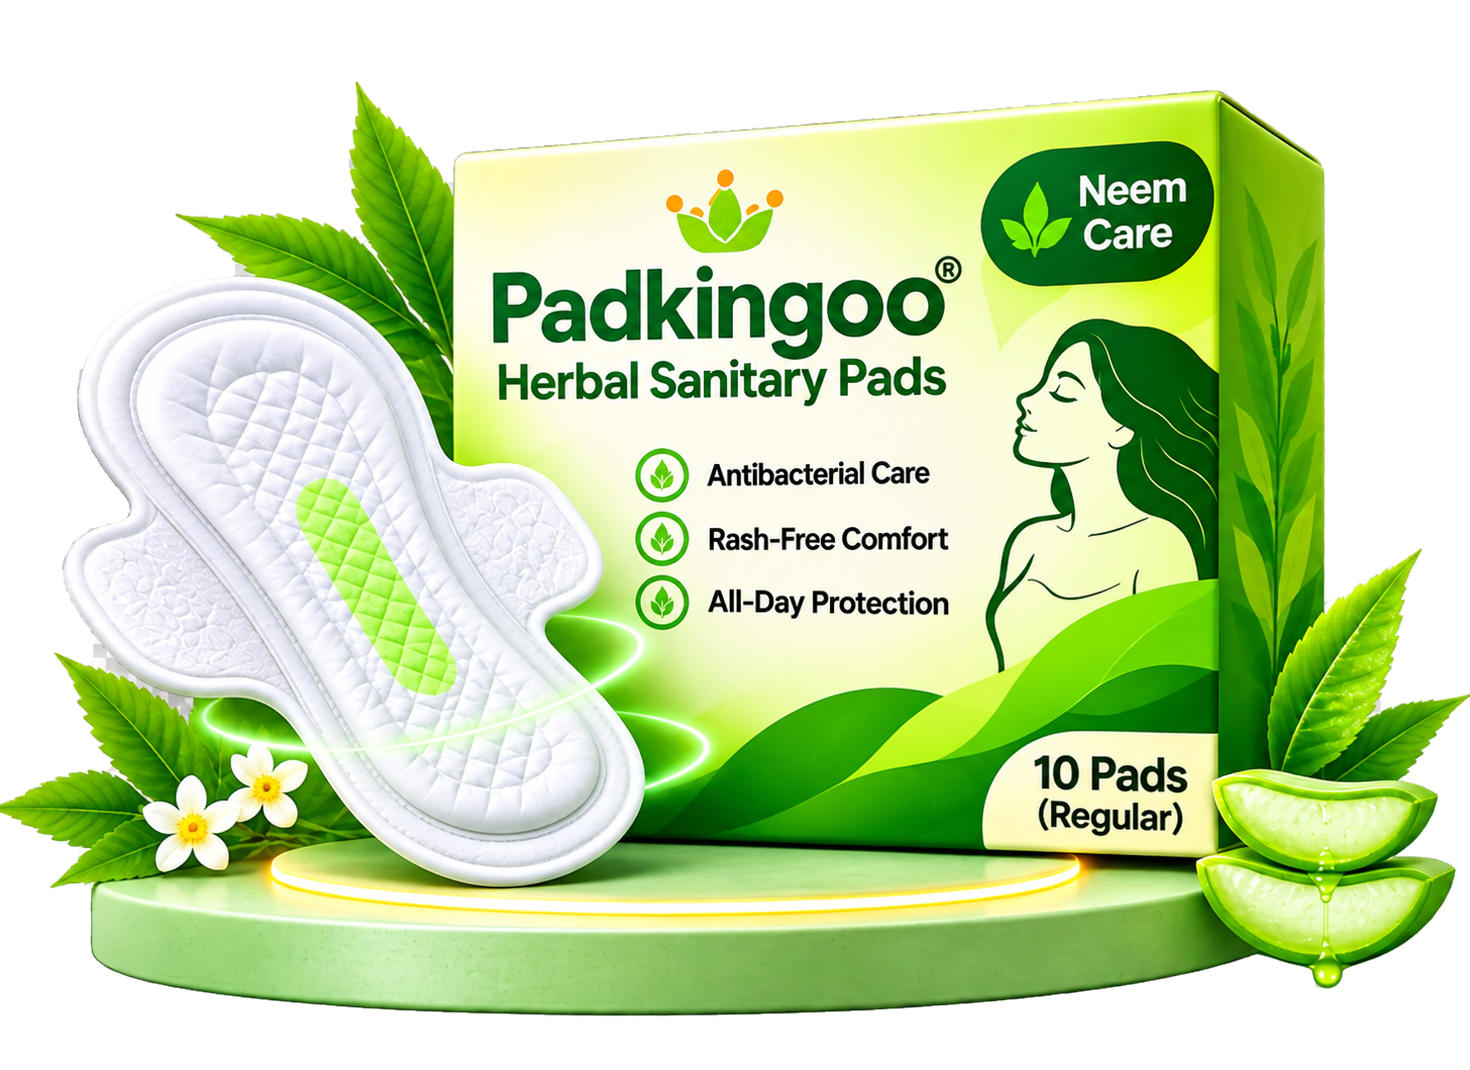 Neem
Care
Padkingoo®
Herbal Sanitary Pads
Antibacterial Care
Rash-Free Comfort
All-Day Protection
10 Pads
(Regular)